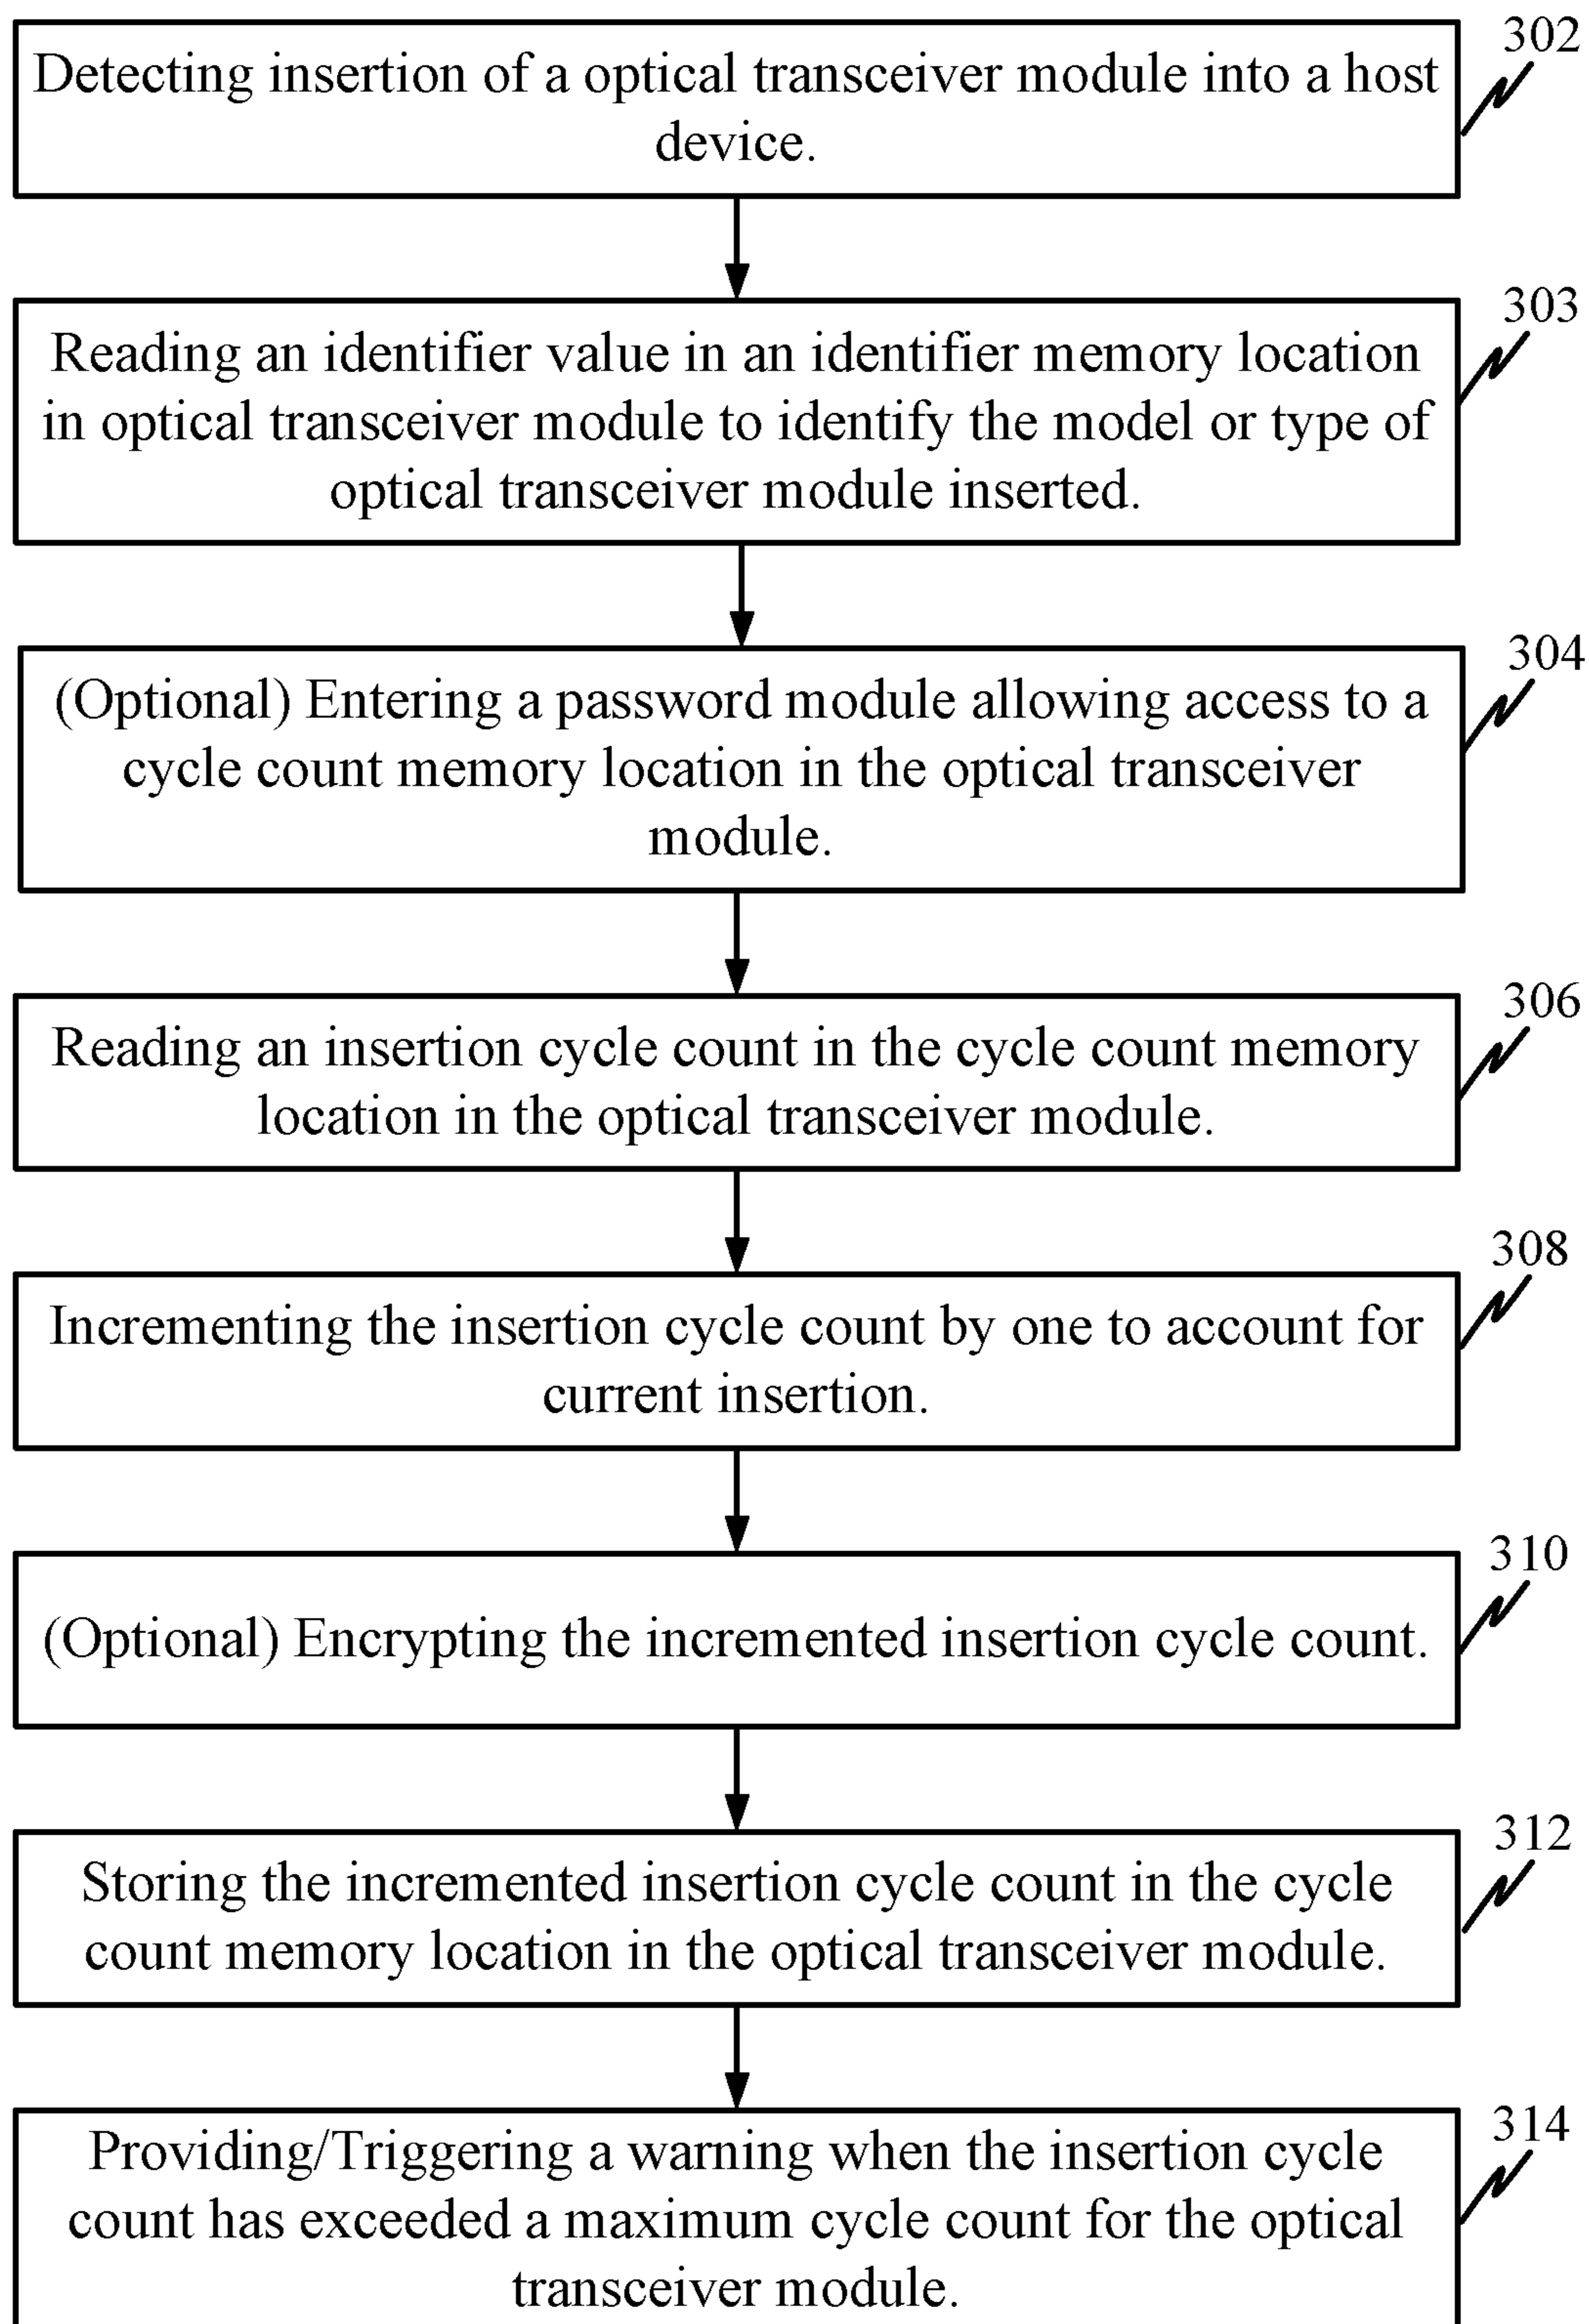 302
Detecting insertion of a optical transceiver module into a host
device.
303
Reading an identifier value in an identifier memory location
in optical transceiver module to identify the model or type of
optical transceiver module inserted.
304
(Optional) Entering a password module allowing access to a
cycle count memory location in the optical transceiver
module.
306
Reading an insertion cycle count in the cycle count memory
location in the optical transceiver module.
308
Incrementing the insertion cycle count by one to account for
current insertion.
310
(Optional) Encrypting the incremented insertion cycle count.
312
Storing the incremented insertion cycle count in the cycle
count memory location in the optical transceiver module.
314
Providing/Triggering a warning when the insertion cycle
count has exceeded a maximum cycle count for the optical
transceiver module.